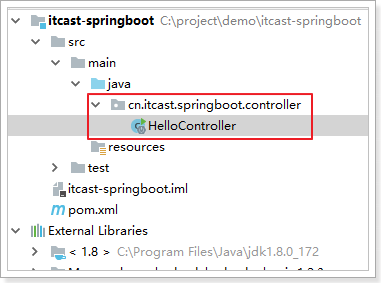 itcast-springboot C:\project\demo\itcast-springboot
src
main
java
cn.itcast.springboot.controller
HelloController
resources
test
itcast-springboot.iml
pom.xml
External Libraries
< 1.8 > C:\Program Files\Java\jdk1.8.0_172